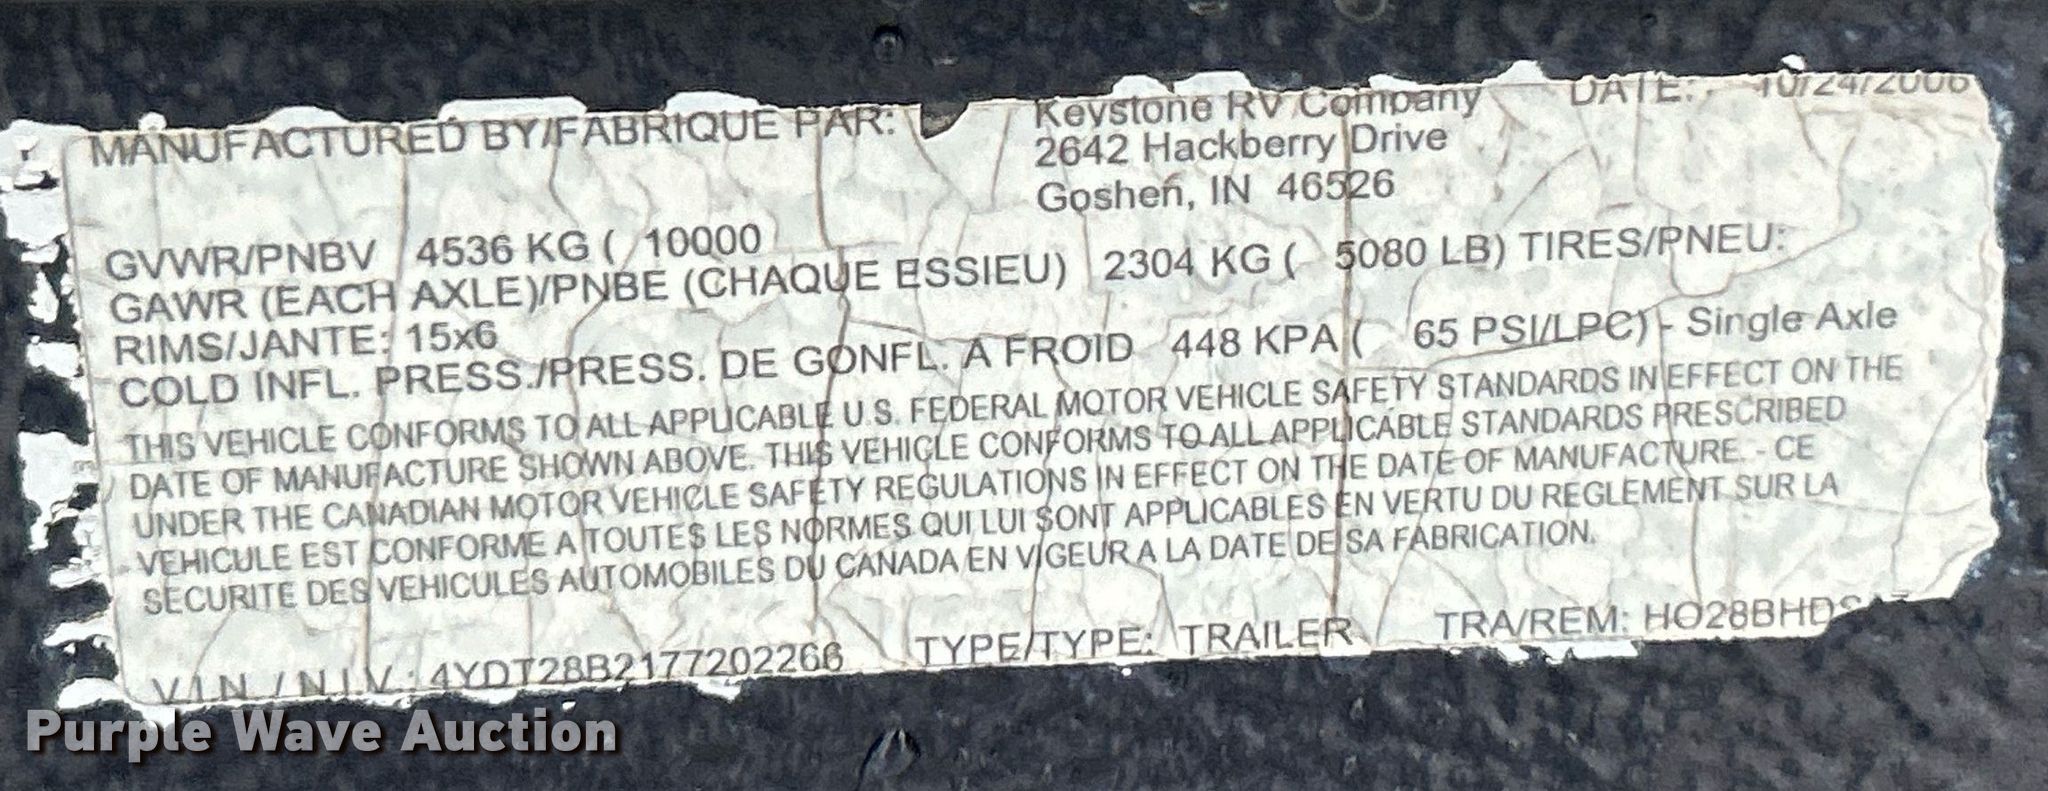 MANUFACTURED BY/FABRIQUE PAR: Keystone RV Company DATE: 10/24/2006
2642 Hackberry Drive
Goshen, IN 46526
GVWR/PNBV 4536 KG ( 10000
GAWR (EACH AXLE)/PNBE (CHAQUE ESSIEU) 2304 KG ( 5080 LB) TIRES/PNEU:
RIMS/JANTE: 15x6
COLD INFL. PRESS./PRESS. DE GONFL. A FROID 448 KPA ( 65 PSI/LPC) - Single Axle
THIS VEHICLE CONFORMS TO ALL APPLICABLE U.S. FEDERAL MOTOR VEHICLE SAFETY STANDARDS IN EFFECT ON THE
DATE OF MANUFACTURE SHOWN ABOVE. THIS VEHICLE CONFORMS TO ALL APPLICABLE STANDARDS PRESCRIBED
UNDER THE CANADIAN MOTOR VEHICLE SAFETY REGULATIONS IN EFFECT ON THE DATE OF MANUFACTURE. - CE
VEHICULE EST CONFORME A TOUTES LES NORMES QUI LUI SONT APPLICABLES EN VERTU DU REGLEMENT SUR LA
SECURITE DES VEHICULES AUTOMOBILES DU CANADA EN VIGEUR A LA DATE DE SA FABRICATION.
V.I.N. / N.I.V.: 4YDT28B2177202266 TYPE/TYPE: TRAILER TRA/REM:
Purple Wave Auction